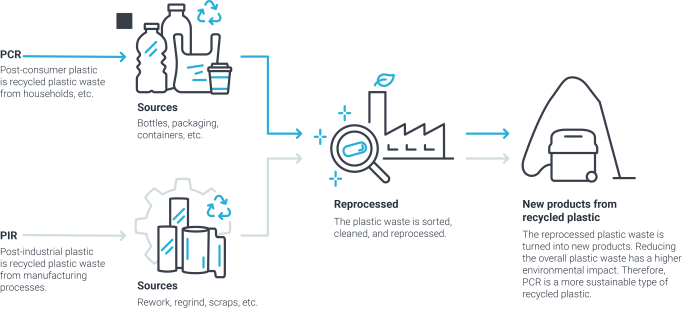 PCR
Post-consumer plastic
is recycled plastic waste
from households, etc.
Sources
Bottles, packaging,
containers, etc.
PIR
Post-industrial plastic
is recycled plastic waste
from manufacturing
processes.
Sources
Rework, regrind, scraps, etc.
Reprocessed
The plastic waste is sorted,
cleaned, and reprocessed.
New products from
recycled plastic
The reprocessed plastic waste is
turned into new products. Reducing
the overall plastic waste has a higher
environmental impact. Therefore,
PCR is a more sustainable type of
recycled plastic.